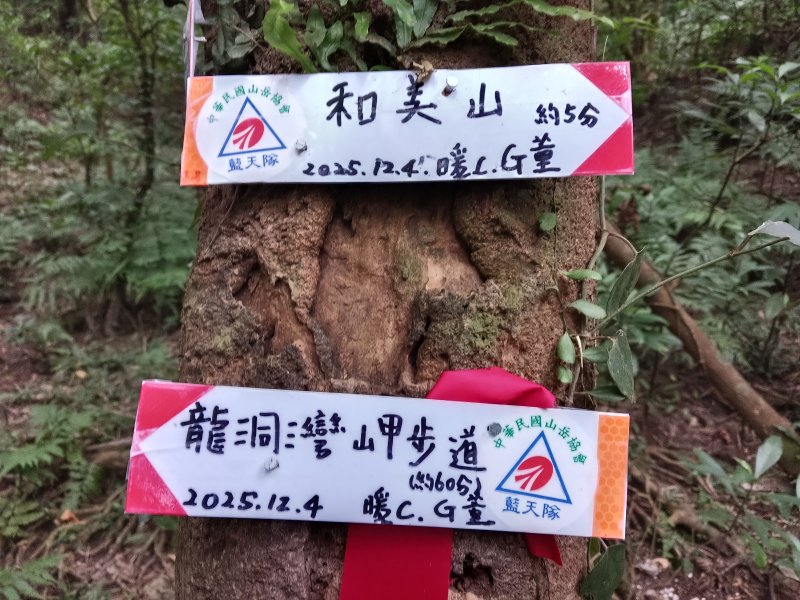 和美山 約5分
中華民國山岳協會
藍天隊
2025.12.4. 暖C.G董
龍洞灣岬步道
(約60分)
中華民國山岳協會
藍天隊
2025.12.4 暖C.G董